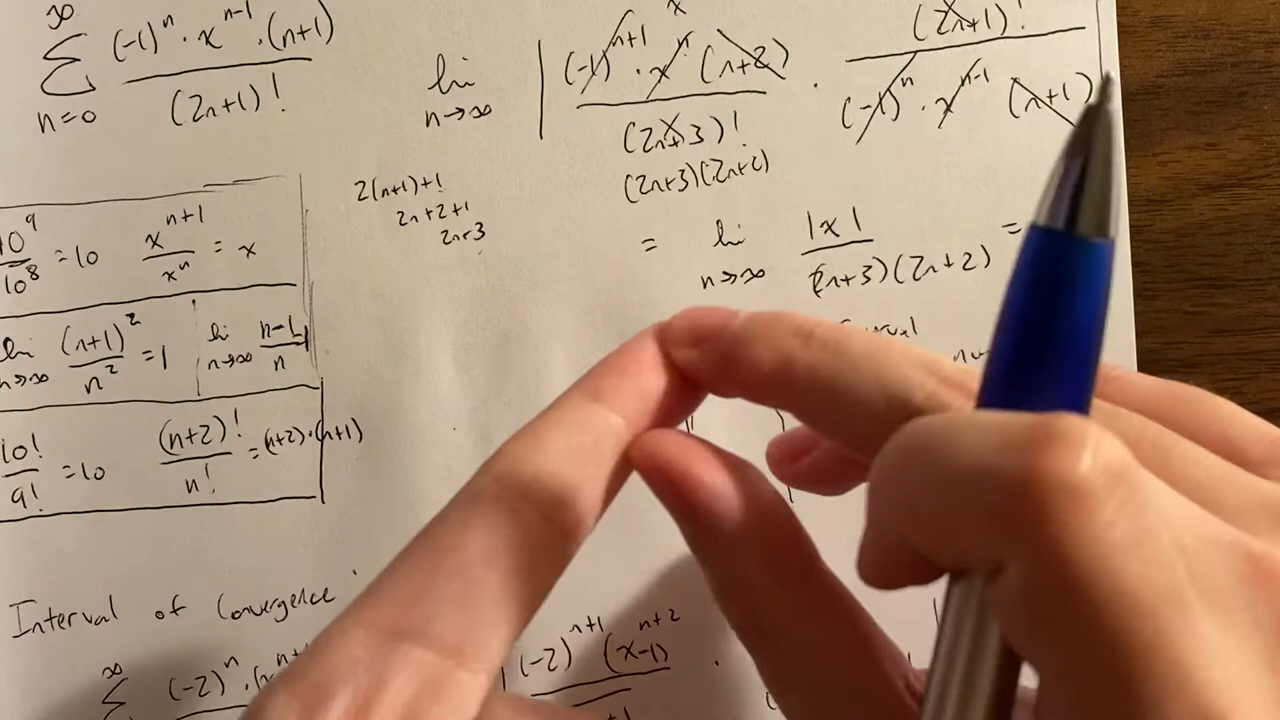 ∞
Σ (-1)^n · x^(n-1) · (n+1) / (2n+1)!
n=0
lim n→∞ | (-1)^(n+1) · x^n (n+2) / (2n+3)! · (2n+1)! / (-1)^n · x^(n-1) (n+1)
x
(2n+3)(2n+2)
2(n+1)+1
2n+2+1
2n+3
= lim n→∞ |x| / (2n+3)(2n+2) =
10^9 / 10^8 = 10
x^(n+1) / x^n = x
lim n→∞ (n+1)^2 / n^2 = 1
lim n→∞ n-1 / n
10! / 9! = 10
(n+2)! / n! = (n+2)·(n+1)
Interval of Convergence
∞
Σ (-2)^n ·
(-2)^(n+1) (x-1)^(n+2) ·